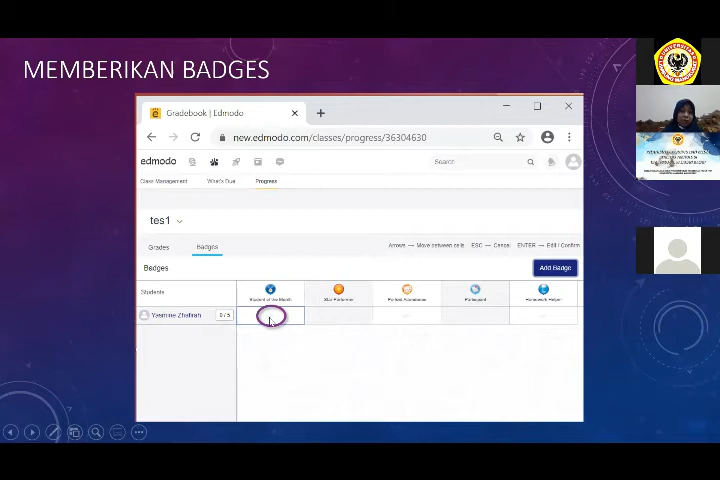 MEMBERIKAN BADGES
Gradebook | Edmodo
new.edmodo.com/classes/progress/36304630
edmodo
Search
Class Management
What's Due
Progress
tes1
Grades
Badges
Arrows → Move between cells
ESC → Cancel
ENTER → Edit / Confirm
Badges
Add Badge
Students
Student of the Month
Star Performer
Perfect Attendance
Participant
Homework Helper
Yasmine Zhafirah
0 / 5